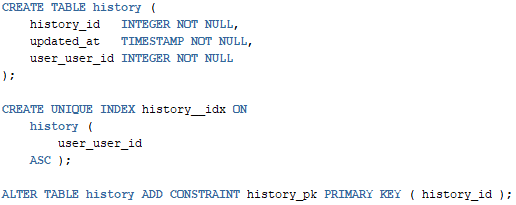 CREATE TABLE history (
    history_id   INTEGER NOT NULL,
    updated_at   TIMESTAMP NOT NULL,
    user_user_id INTEGER NOT NULL
);

CREATE UNIQUE INDEX history__idx ON
    history (
        user_user_id
    ASC );

ALTER TABLE history ADD CONSTRAINT history_pk PRIMARY KEY ( history_id );